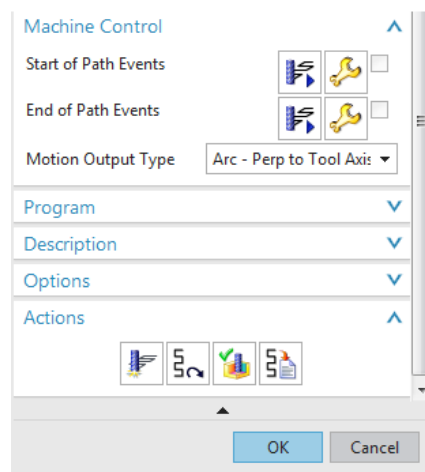 Machine Control
Start of Path Events
End of Path Events
Motion Output Type Arc - Perp to Tool Axis
Program
Description
Options
Actions
OK Cancel